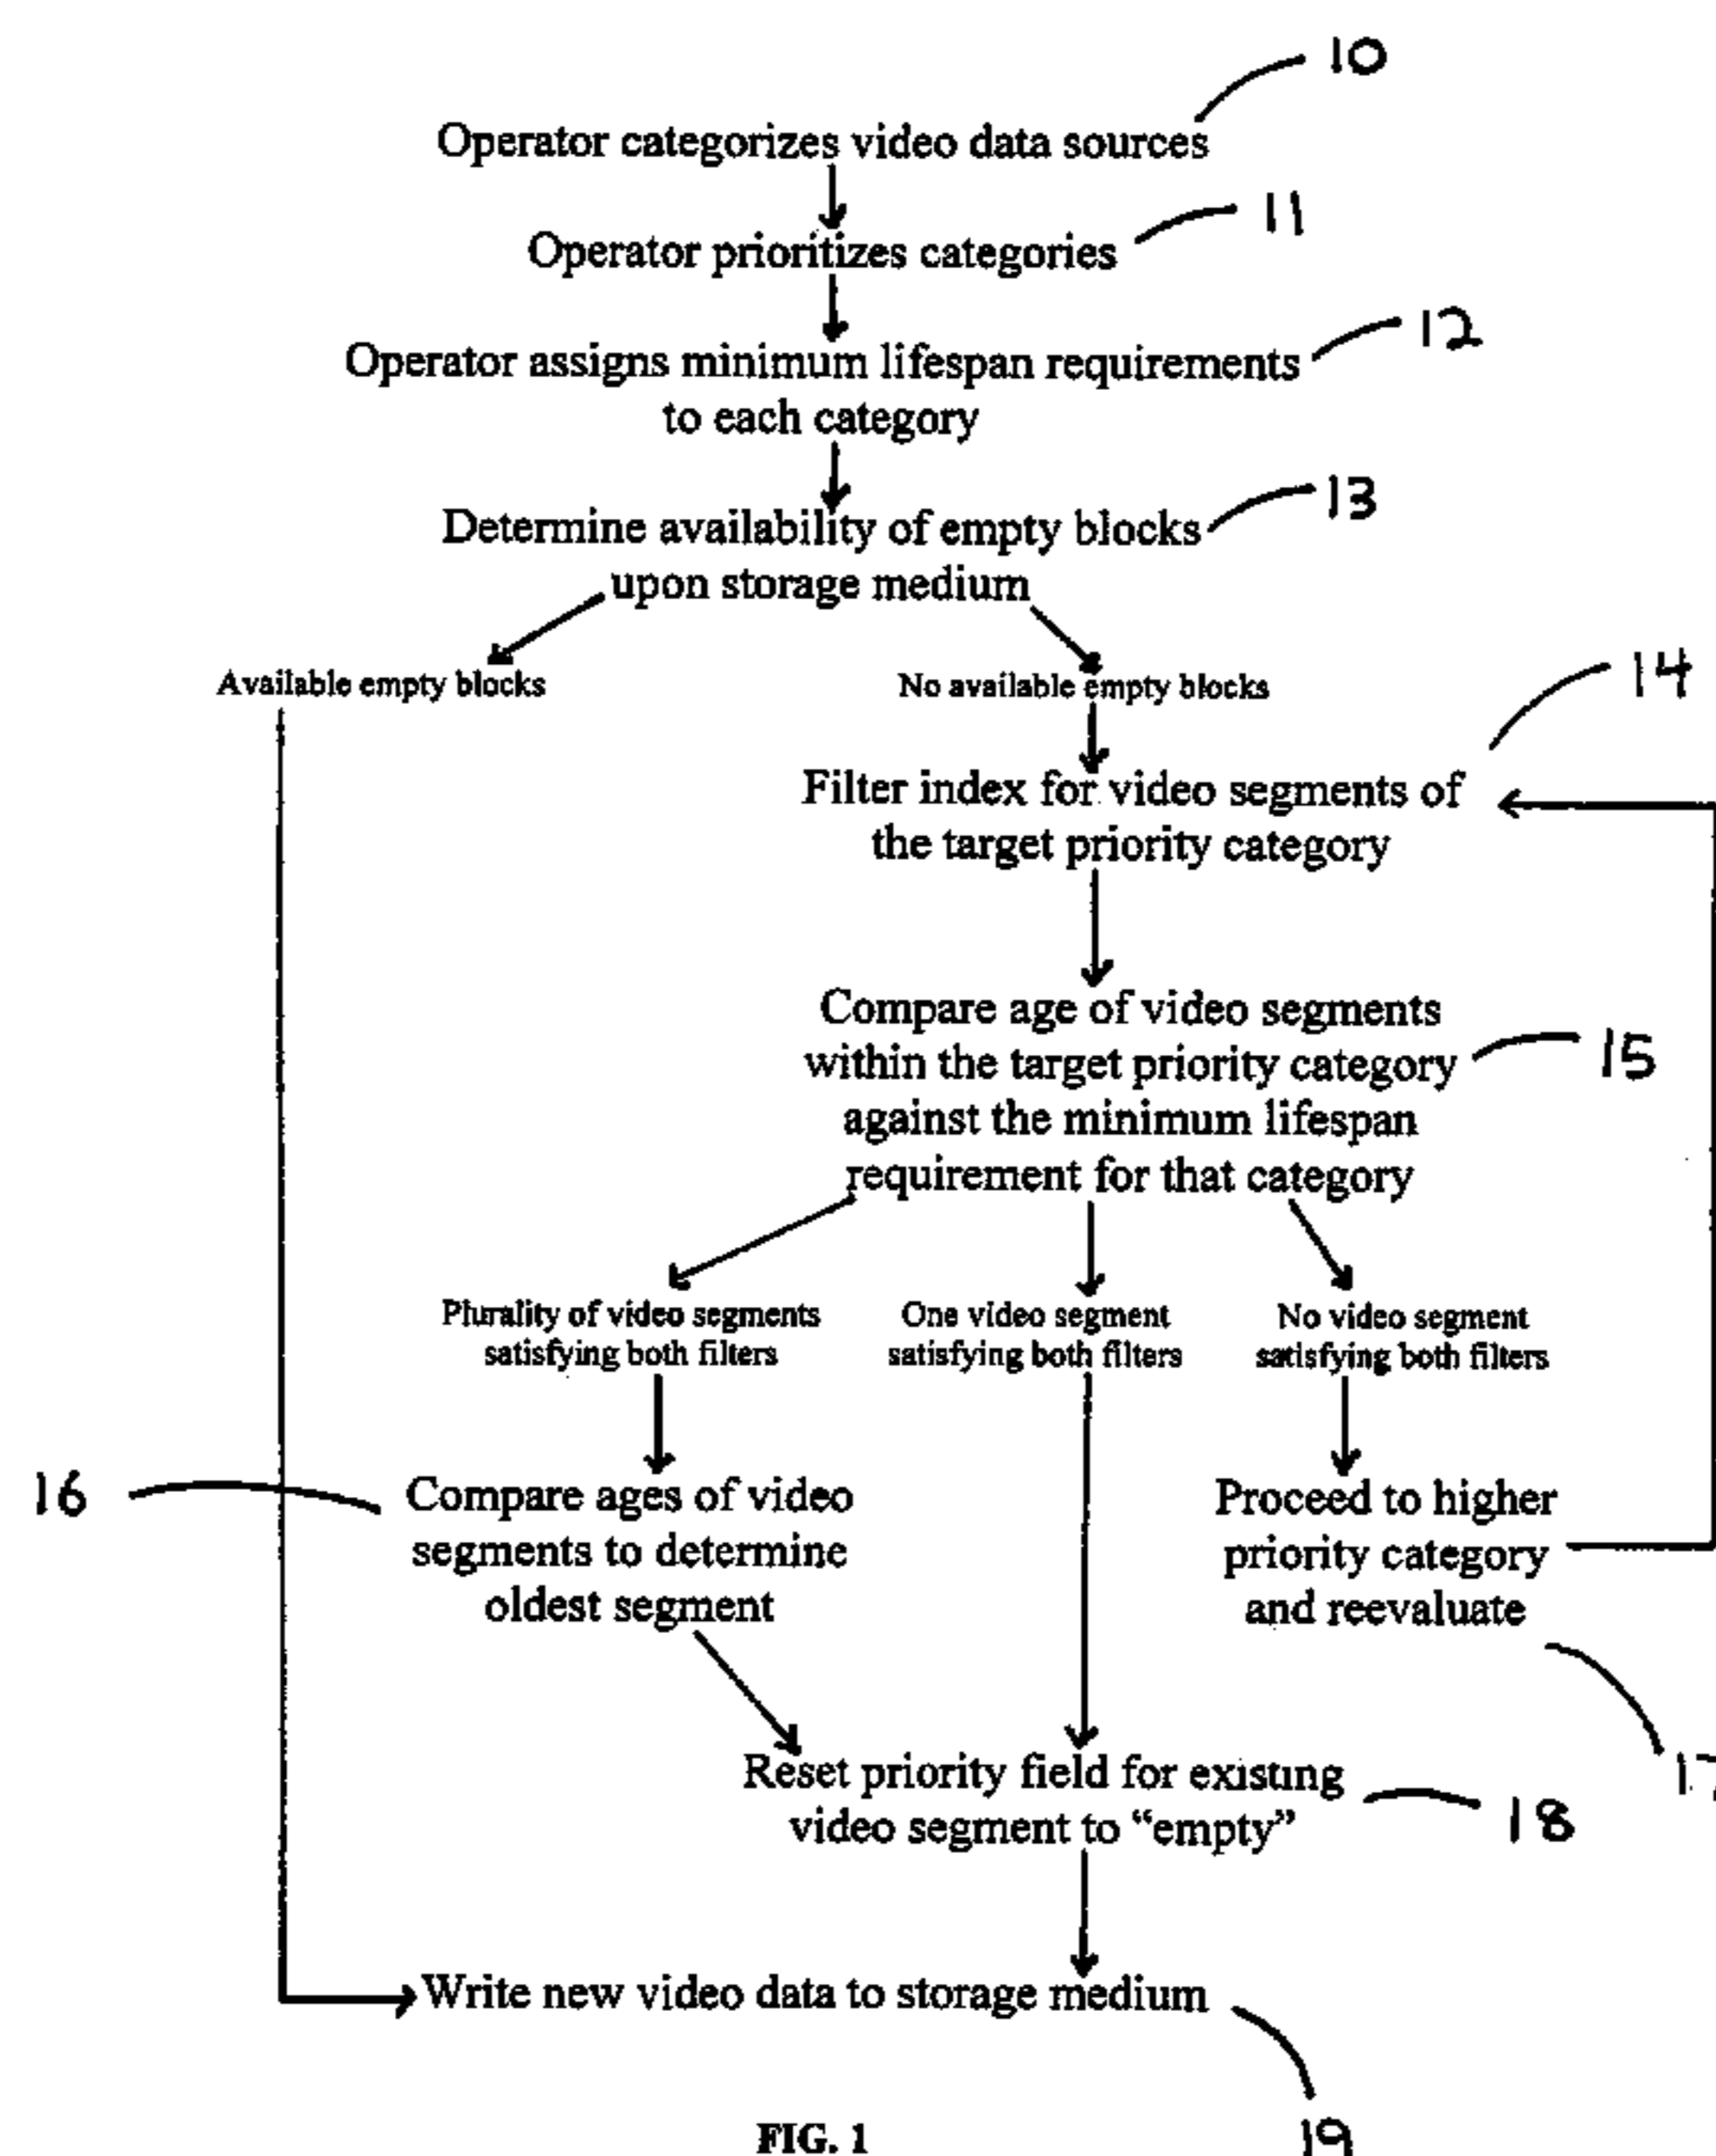 10
Operator categorizes video data sources
11
Operator prioritizes categories
12
Operator assigns minimum lifespan requirements
to each category
13
Determine availability of empty blocks
upon storage medium
Available empty blocks
No available empty blocks
14
Filter index for video segments of
the target priority category
Compare age of video segments
within the target priority category
15
against the minimum lifespan
requirement for that category
Plurality of video segments
satisfying both filters
One video segment
satisfying both filters
No video segment
satisfying both filters
16
Compare ages of video
segments to determine
oldest segment
Proceed to higher
priority category
and reevaluate
17
Reset priority field for existing
video segment to “empty”
18
Write new video data to storage medium
19
FIG. 1